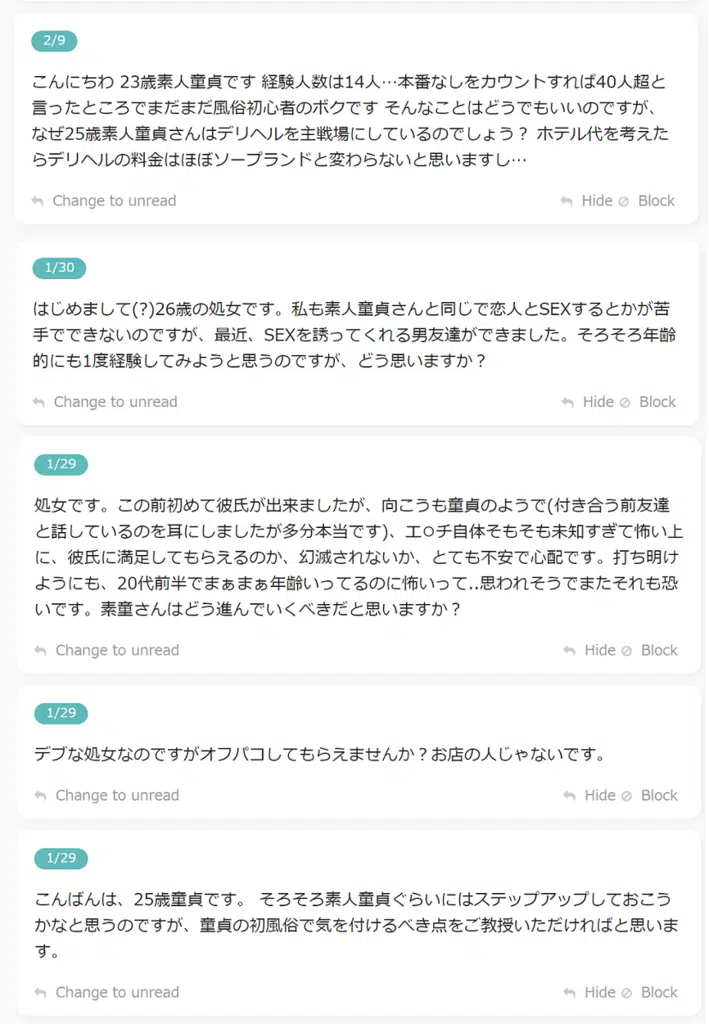 2/9
こんにちわ 23歳素人童貞です 経験人数は14人…本番なしをカウントすれば40人超と
言ったところでまだまだ風俗初心者のボクです そんなことはどうでもいいのですが、
なぜ25歳素人童貞さんはデリヘルを主戦場にしているのでしょう？ ホテル代を考えた
らデリヘルの料金はほぼソープランドと変わらないと思いますし…
Change to unread Hide Block
1/30
はじめまして(?)26歳の処女です。私も素人童貞さんと同じで恋人とSEXするとかが苦
手でできないのですが、最近、SEXを誘ってくれる男友達ができました。そろそろ年齢
的にも1度経験してみようと思うのですが、どう思いますか？
Change to unread Hide Block
1/29
処女です。この前初めて彼氏が出来ましたが、向こうも童貞のようで(付き合う前友達
と話しているのを耳にしましたが多分本当です)、エ○チ自体そもそも未知すぎて怖い上
に、彼氏に満足してもらえるのか、幻滅されないか、とても不安で心配です。打ち明け
ようにも、20代前半でまぁまぁ年齢いってるのに怖いって..思われそうでまたそれも恐
いです。素童さんはどう進んでいくべきだと思いますか？
Change to unread Hide Block
1/29
デブな処女なのですがオフパコしてもらえませんか？お店の人じゃないです。
Change to unread Hide Block
1/29
こんばんは、25歳童貞です。 そろそろ素人童貞ぐらいにはステップアップしておこう
かなと思うのですが、童貞の初風俗で気を付けるべき点をご教授いただければと思いま
す。
Change to unread Hide Block